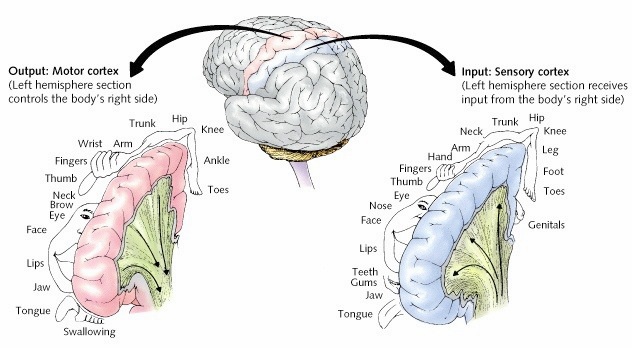 Output: Motor cortex
(Left hemisphere section
controls the body's right side)
Input: Sensory cortex
(Left hemisphere section receives
input from the body's right side)
Hip
Trunk
Knee
Wrist
Arm
Fingers
Ankle
Thumb
Toes
Neck
Brow
Eye
Face
Lips
Jaw
Tongue
Swallowing
Hip
Trunk
Neck
Knee
Arm
Hand
Leg
Fingers
Foot
Thumb
Toes
Eye
Nose
Genitals
Face
Lips
Teeth
Gums
Jaw
Tongue